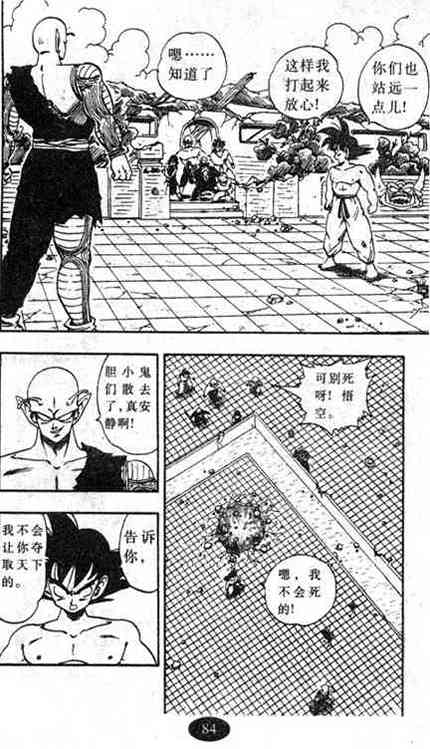 你们也
站远一
点儿!
这样我
打起来
放心!
嗯……
知道了
可别死
呀!悟
空。
嗯,我
不会死
的!
胆小鬼
们散去
了,真安
静啊!
告诉
你,
我不会
让你夺
取天下
的。
84